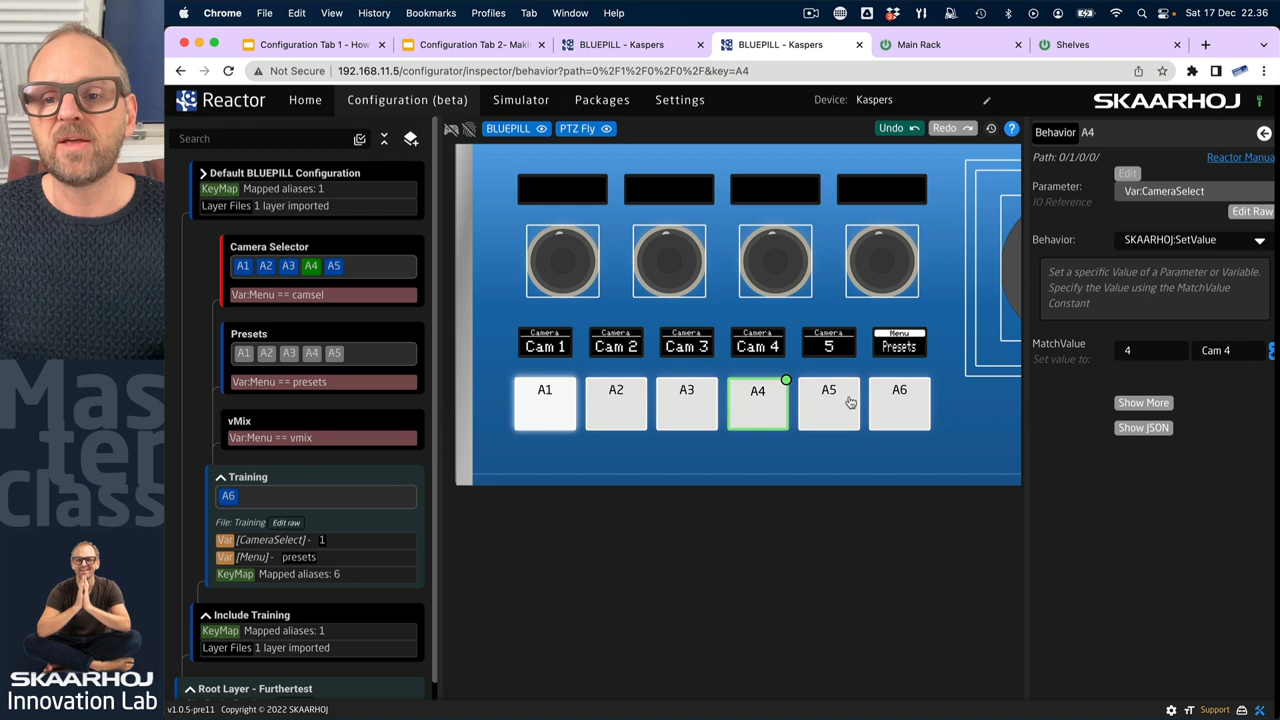 Chrome File Edit View History Bookmarks Profiles Tab Window Help Sat 17 Dec 22.36
Configuration Tab 1 - How
Configuration Tab 2- Maki
BLUEPILL - Kaspers
BLUEPILL - Kaspers
Main Rack
Shelves
Not Secure 192.168.11.5/configurator/inspector/behavior?path=0%2F1%2F0%2F0%2F&key=A4
Reactor Home Configuration (beta) Simulator Packages Settings Device: Kaspers SKAARHOJ
Search
Default BLUEPILL Configuration
KeyMap Mapped aliases: 1
Layer Files 1 layer imported
Camera Selector
A1 A2 A3 A4 A5
Var:Menu == camsel
Presets
A1 A2 A3 A4 A5
Var:Menu == presets
vMix
Var:Menu == vmix
Training
A6
File: Training Edit raw
Var [CameraSelect] - 1
Var [Menu] - presets
KeyMap Mapped aliases: 6
Include Training
KeyMap Mapped aliases: 1
Layer Files 1 layer imported
Root Layer - Furthertest
v1.0.5-pre11 Copyright © 2022 SKAARHOJ
BLUEPILL PTZ Fly Undo Redo ?
Camera Camera Camera Camera Camera Menu
Cam 1 Cam 2 Cam 3 Cam 4 5 Presets
A1 A2 A3 A4 A5 A6
Behavior A4
Path: 0/1/0/0/ Reactor Manua
Edit
Parameter: Var:CameraSelect
IO Reference
Edit Raw
Behavior: SKAARHOJ:SetValue
Set a specific Value of a Parameter or Variable.
Specify the Value using the MatchValue
Constant
MatchValue 4 Cam 4
Set value to:
Show More
Show JSON
Support
Mas
ter
Class
SKAARHOJ
Innovation Lab